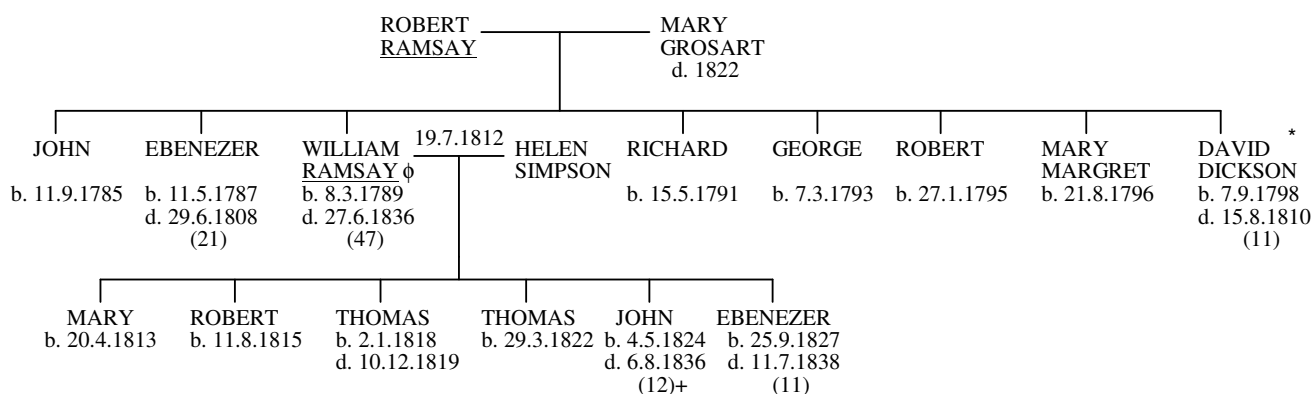 ROBERT RAMSAY
MARY GROSART
d. 1822
19.7.1812
JOHN
b. 11.9.1785
EBENEZER
b. 11.5.1787
d. 29.6.1808
(21)
WILLIAM
RAMSAY ϕ
b. 8.3.1789
d. 27.6.1836
(47)
HELEN
SIMPSON
RICHARD
b. 15.5.1791
GEORGE
b. 7.3.1793
ROBERT
b. 27.1.1795
MARY
MARGRET
b. 21.8.1796
*
DAVID
DICKSON
b. 7.9.1798
d. 15.8.1810
(11)
MARY
b. 20.4.1813
ROBERT
b. 11.8.1815
THOMAS
b. 2.1.1818
d. 10.12.1819
THOMAS
b. 29.3.1822
JOHN
b. 4.5.1824
d. 6.8.1836
(12)+
EBENEZER
b. 25.9.1827
d. 11.7.1838
(11)